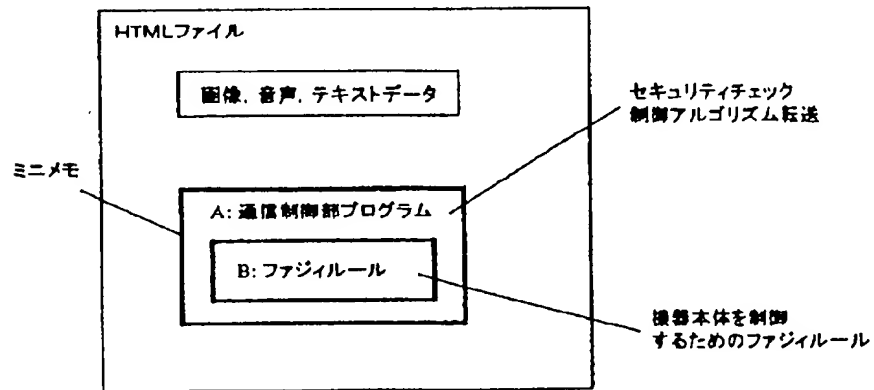 HTMLファイル
画像, 音声, テキストデータ
セキュリティチェック
制御アルゴリズム転送
ミニメモ
A: 通信制御部プログラム
B: ファジィルール
機器本体を制御
するためのファジィルール